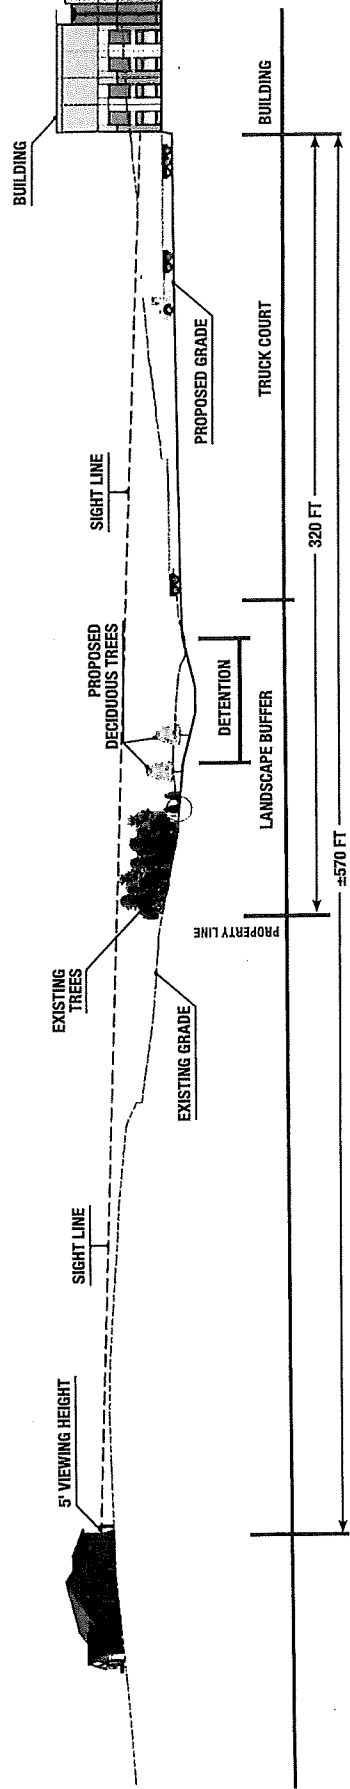 5' VIEWING HEIGHT
SIGHT LINE
EXISTING
TREES
EXISTING GRADE
PROPERTY LINE
PROPOSED
DECIDUOUS TREES
DETENTION
LANDSCAPE BUFFER
SIGHT LINE
PROPOSED GRADE
TRUCK COURT
BUILDING
BUILDING
320 FT
±570 FT